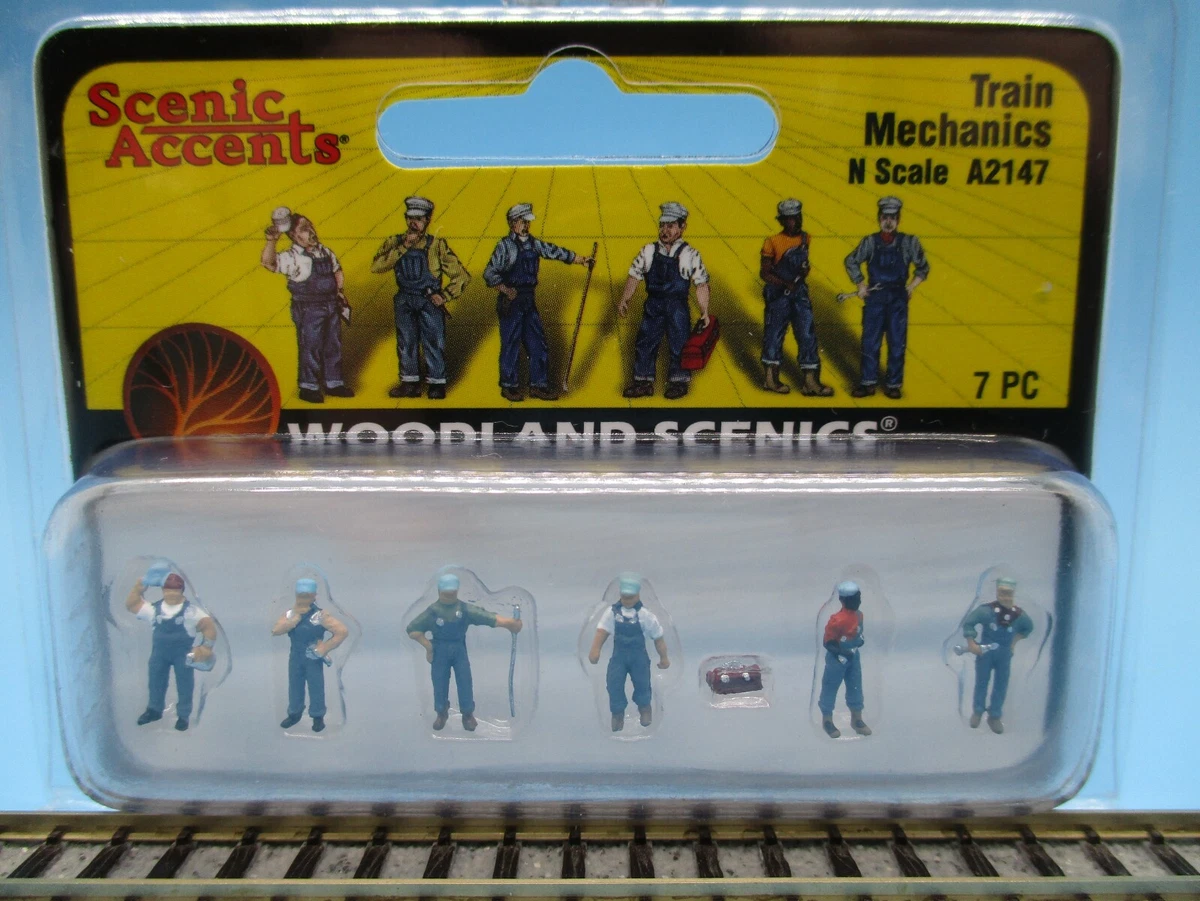 Scenic
Accents®
Train
Mechanics
N Scale A2147
7 PC
WOODLAND SCENICS®